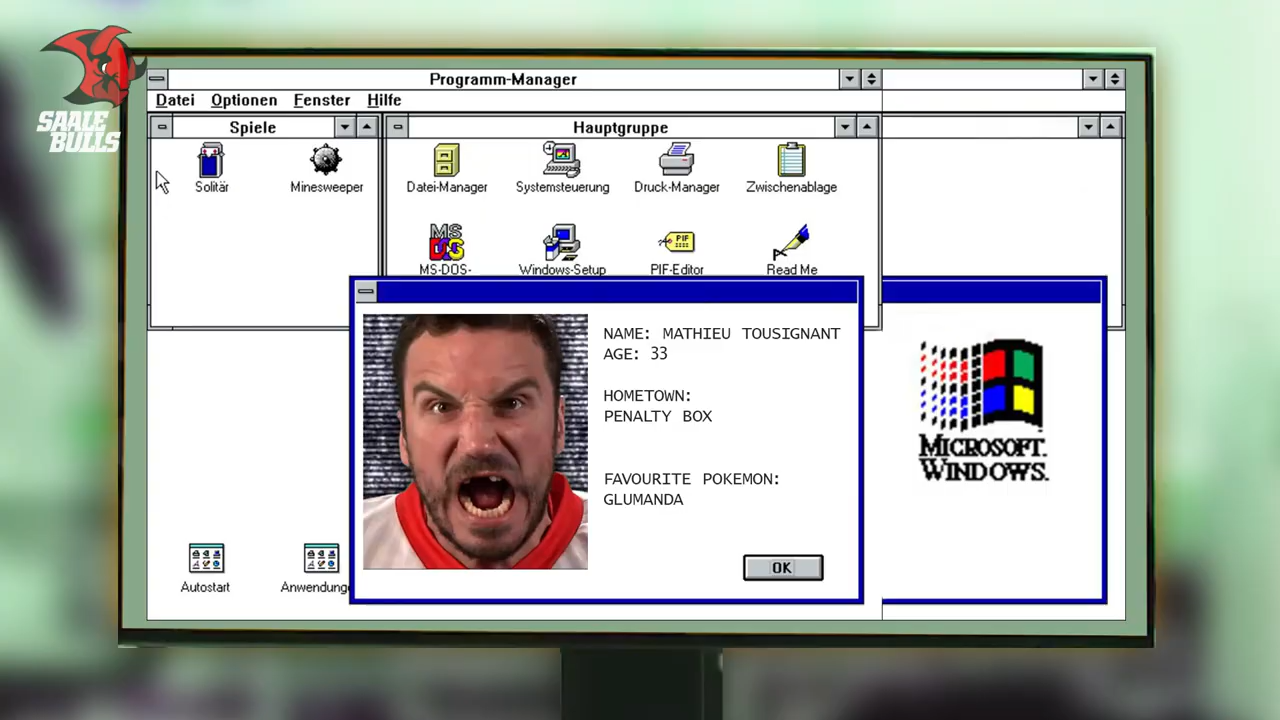 SAALE
BULLS
Programm-Manager
Datei Optionen Fenster Hilfe
Spiele
Hauptgruppe
Solitär
Minesweeper
Datei-Manager
Systemsteuerung
Druck-Manager
Zwischenablage
MS-DOS-
Windows-Setup
PIF-Editor
Read Me
MS
DOS
PIF
NAME: MATHIEU TOUSIGNANT
AGE: 33
HOMETOWN:
PENALTY BOX
FAVOURITE POKEMON:
GLUMANDA
OK
MICROSOFT.
WINDOWS.
Autostart
Anwendunge